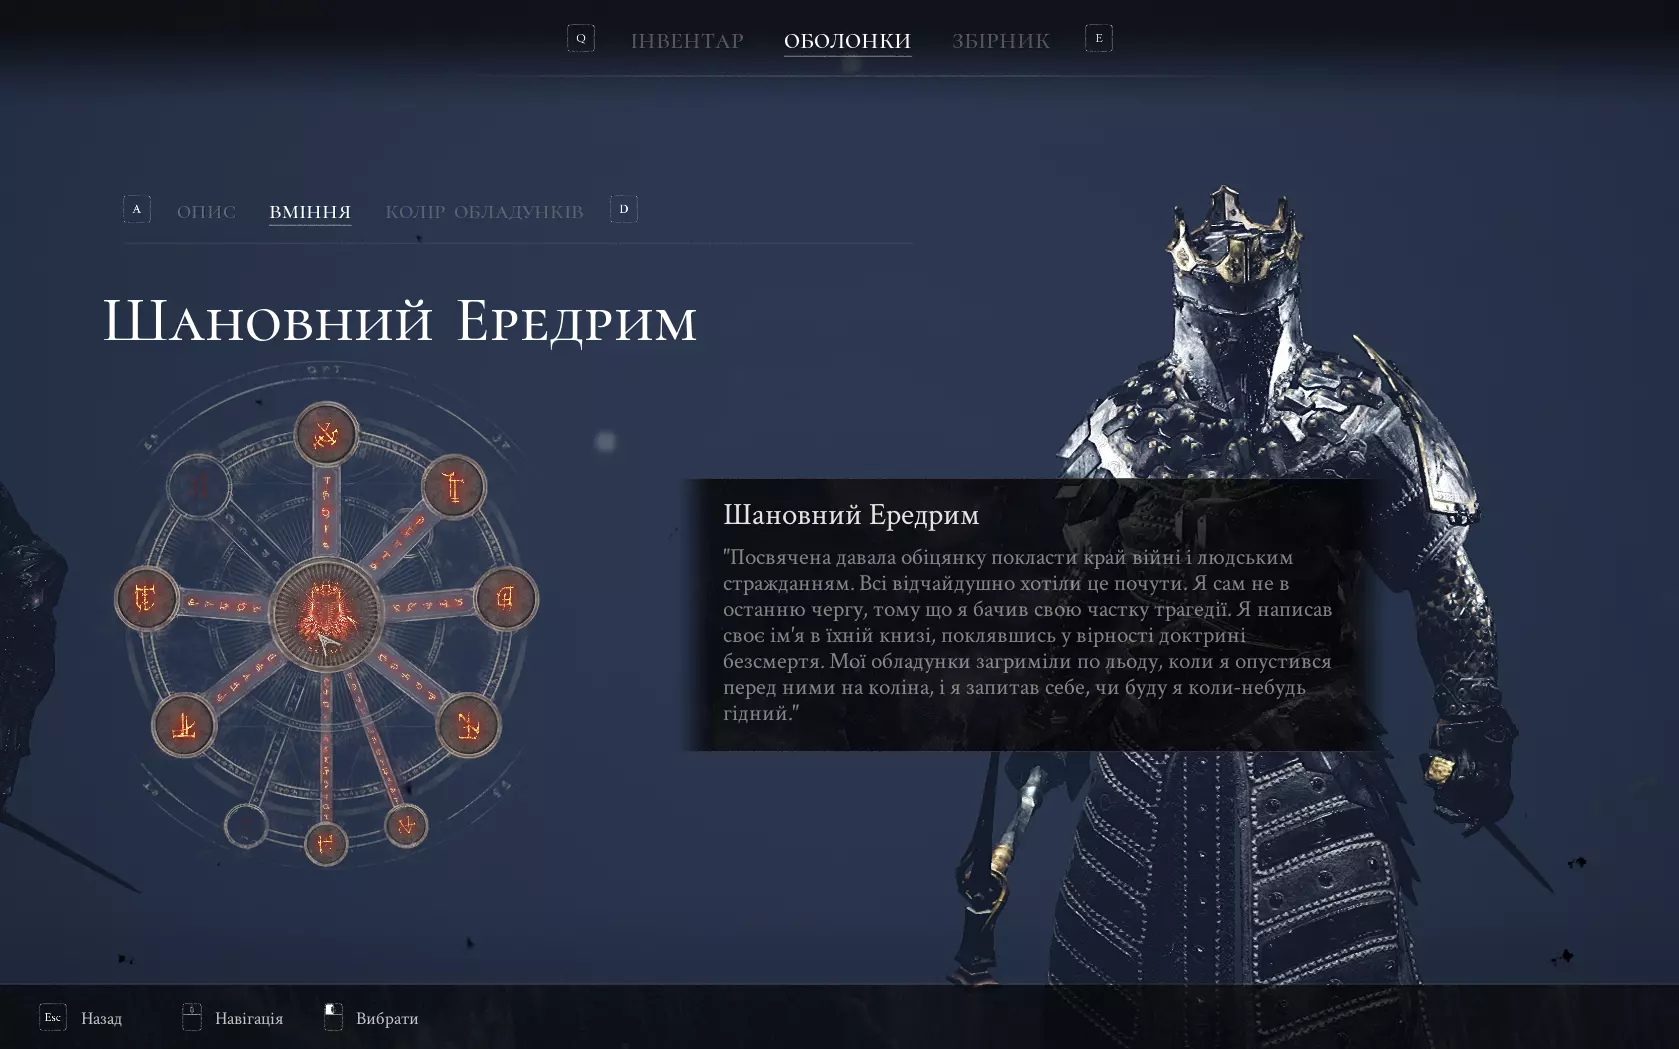 Q ІНВЕНТАР ОБОЛОНКИ ЗБІРНИК E
A ОПИС ВМІННЯ КОЛІР ОБЛАДУНКІВ D
Шановний Ередрим
Шановний Ередрим
"Посвячена давала обіцянку покласти край війні і людським
стражданням. Всі відчайдушно хотіли це почути. Я сам не в
останню чергу, тому що я бачив свою частку трагедії. Я написав
своє ім'я в їхній книзі, поклявшись у вірності доктрині
безсмертя. Мої обладунки загриміли по льоду, коли я опустився
перед ними на коліна, і я запитав себе, чи буду я коли-небудь
гідний."
Esc Назад Навігація Вибрати